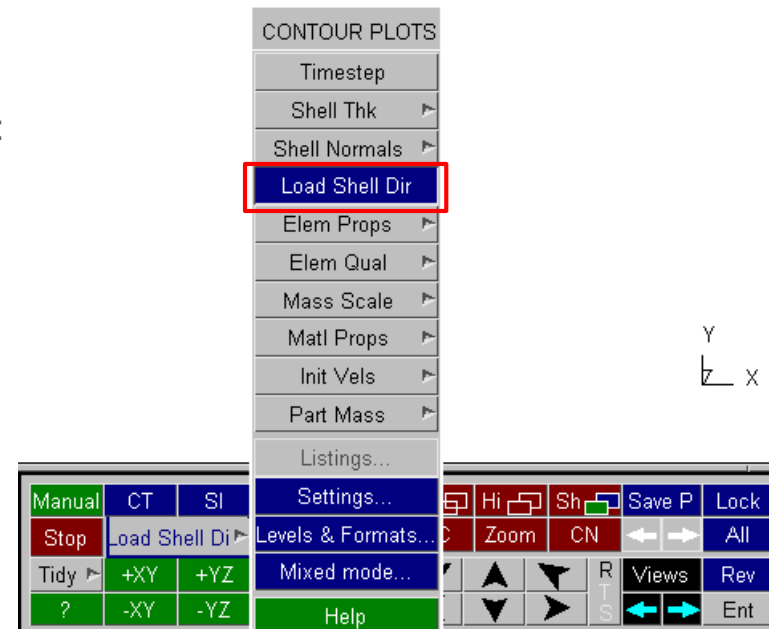 CONTOUR PLOTS
Timestep
Shell Thk
Shell Normals
Load Shell Dir
Elem Props
Elem Qual
Mass Scale
Matl Props
Init Vels
Part Mass
Listings...
Settings...
Levels & Formats...
Mixed mode...
Help
Y
Z X
Manual CT SI Hi Sh Save P Lock
Stop Load Shell Di Zoom CN All
Tidy +XY +YZ R Views Rev
T
? -XY -YZ S Ent